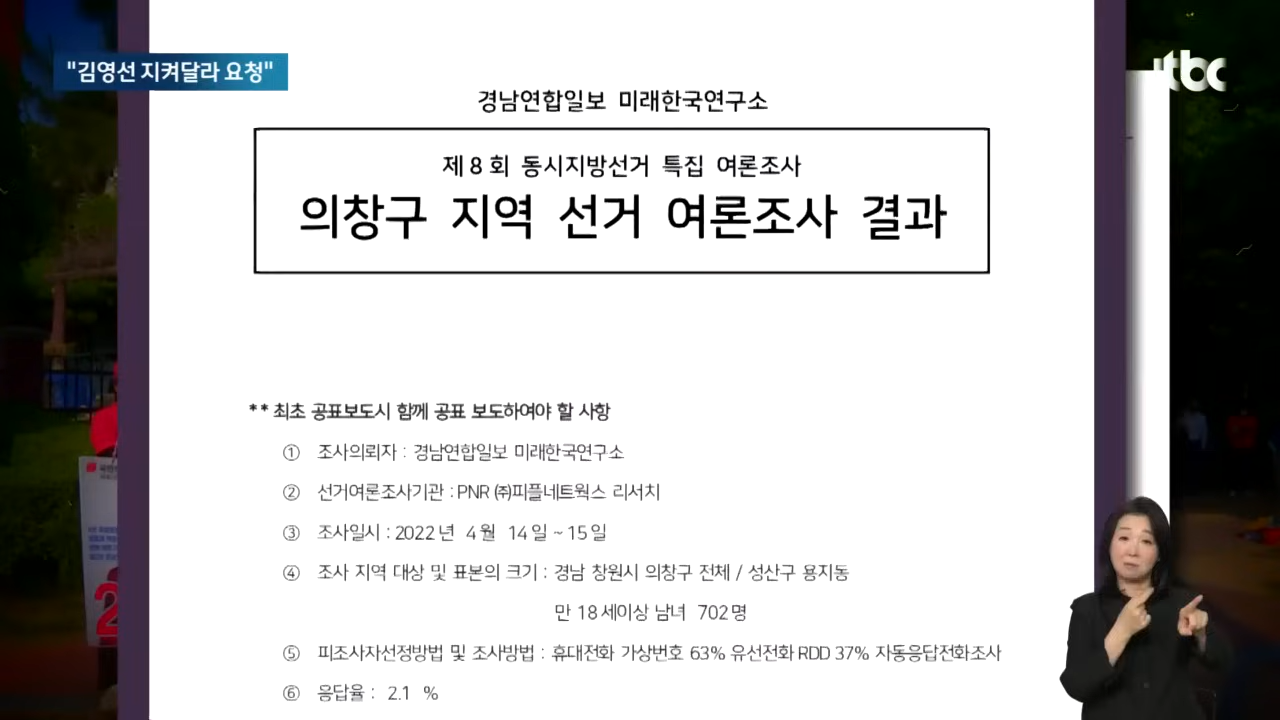 "김영선 지켜달라 요청"
jtbc
경남연합일보 미래한국연구소
제 8 회 동시지방선거 특집 여론조사
의창구 지역 선거 여론조사 결과
** 최초 공표보도시 함께 공표 보도하여야 할 사항
① 조사의뢰자 : 경남연합일보 미래한국연구소
② 선거여론조사기관 : PNR ㈜피플네트웍스 리서치
③ 조사일시 : 2022 년 4 월 14 일 ~ 15 일
④ 조사 지역 대상 및 표본의 크기 : 경남 창원시 의창구 전체 / 성산구 용지동
만 18 세이상 남녀 702 명
⑤ 피조사자선정방법 및 조사방법 : 휴대전화 가상번호 63% 유선전화 RDD 37% 자동응답전화조사
⑥ 응답율 : 2.1 %
2